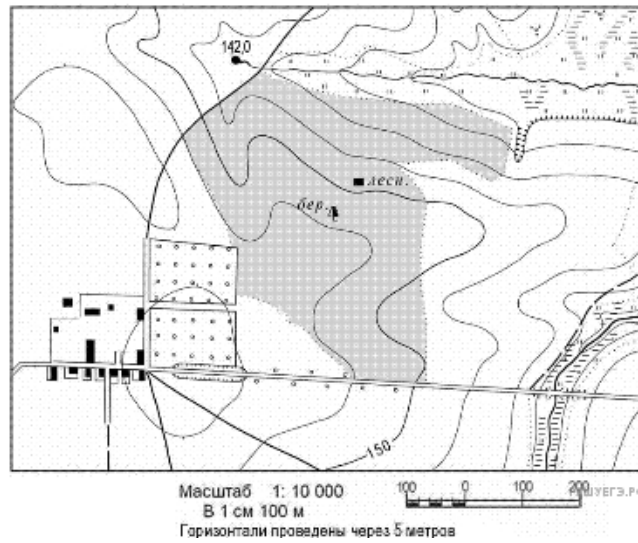 142,0
лесн.
бер.
150
Масштаб 1: 10 000
В 1 см 100 м
100 0 100 200
Горизонтали проведены через 5 метров